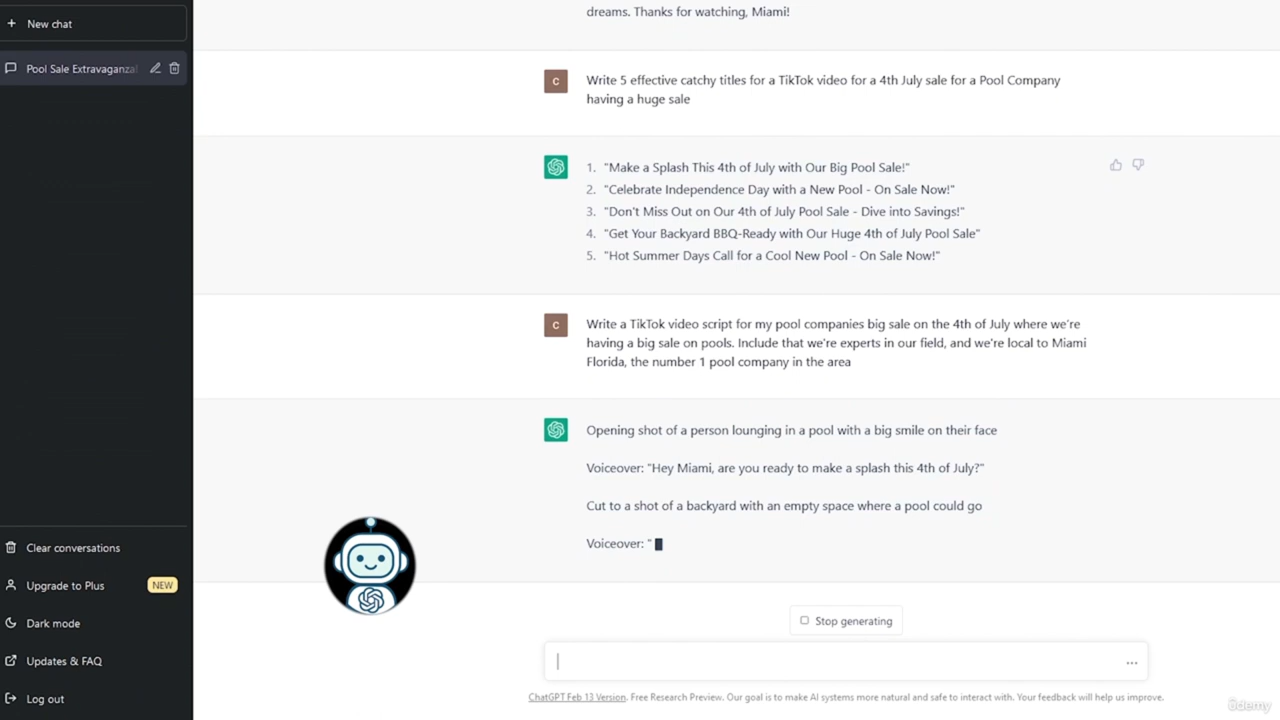 New chat
Pool Sale Extravaganza!
dreams. Thanks for watching, Miami!
C
Write 5 effective catchy titles for a TikTok video for a 4th July sale for a Pool Company
having a huge sale
1. "Make a Splash This 4th of July with Our Big Pool Sale!"
2. "Celebrate Independence Day with a New Pool - On Sale Now!"
3. "Don't Miss Out on Our 4th of July Pool Sale - Dive into Savings!"
4. "Get Your Backyard BBQ-Ready with Our Huge 4th of July Pool Sale"
5. "Hot Summer Days Call for a Cool New Pool - On Sale Now!"
C
Write a TikTok video script for my pool companies big sale on the 4th of July where we're
having a big sale on pools. Include that we're experts in our field, and we're local to Miami
Florida, the number 1 pool company in the area
Opening shot of a person lounging in a pool with a big smile on their face
Voiceover: "Hey Miami, are you ready to make a splash this 4th of July?"
Cut to a shot of a backyard with an empty space where a pool could go
Voiceover: "
Clear conversations
Upgrade to Plus NEW
Dark mode
Updates & FAQ
Log out
Stop generating
ChatGPT Feb 13 Version. Free Research Preview. Our goal is to make AI systems more natural and safe to interact with. Your feedback will help us improve.
ûdemy